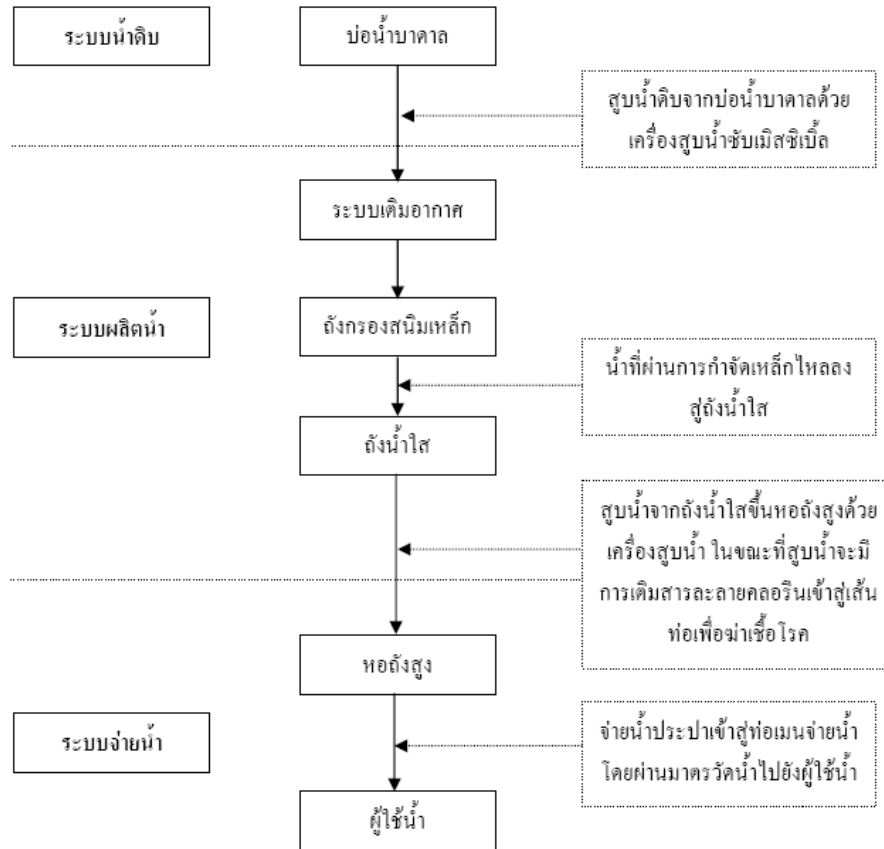 ระบบน้ำดิบ
บ่อน้ำบาดาล
สูบน้ำดิบจากบ่อน้ำบาดาลด้วย
เครื่องสูบน้ำซับเมิสซิเบิ้ล
ระบบเติมอากาศ
ระบบผลิตน้ำ
ถังกรองสนิมเหล็ก
น้ำที่ผ่านการกำจัดเหล็กไหลลง
สู่ถังน้ำใส
ถังน้ำใส
สูบน้ำจากถังน้ำใสขึ้นหอถังสูงด้วย
เครื่องสูบน้ำ ในขณะที่สูบน้ำจะมี
การเติมสารละลายคลอรีนเข้าสู่เส้น
ท่อเพื่อฆ่าเชื้อโรค
หอถังสูง
ระบบจ่ายน้ำ
จ่ายน้ำประปาเข้าสู่ท่อเมนจ่ายน้ำ
โดยผ่านมาตรวัดน้ำไปยังผู้ใช้น้ำ
ผู้ใช้น้ำ